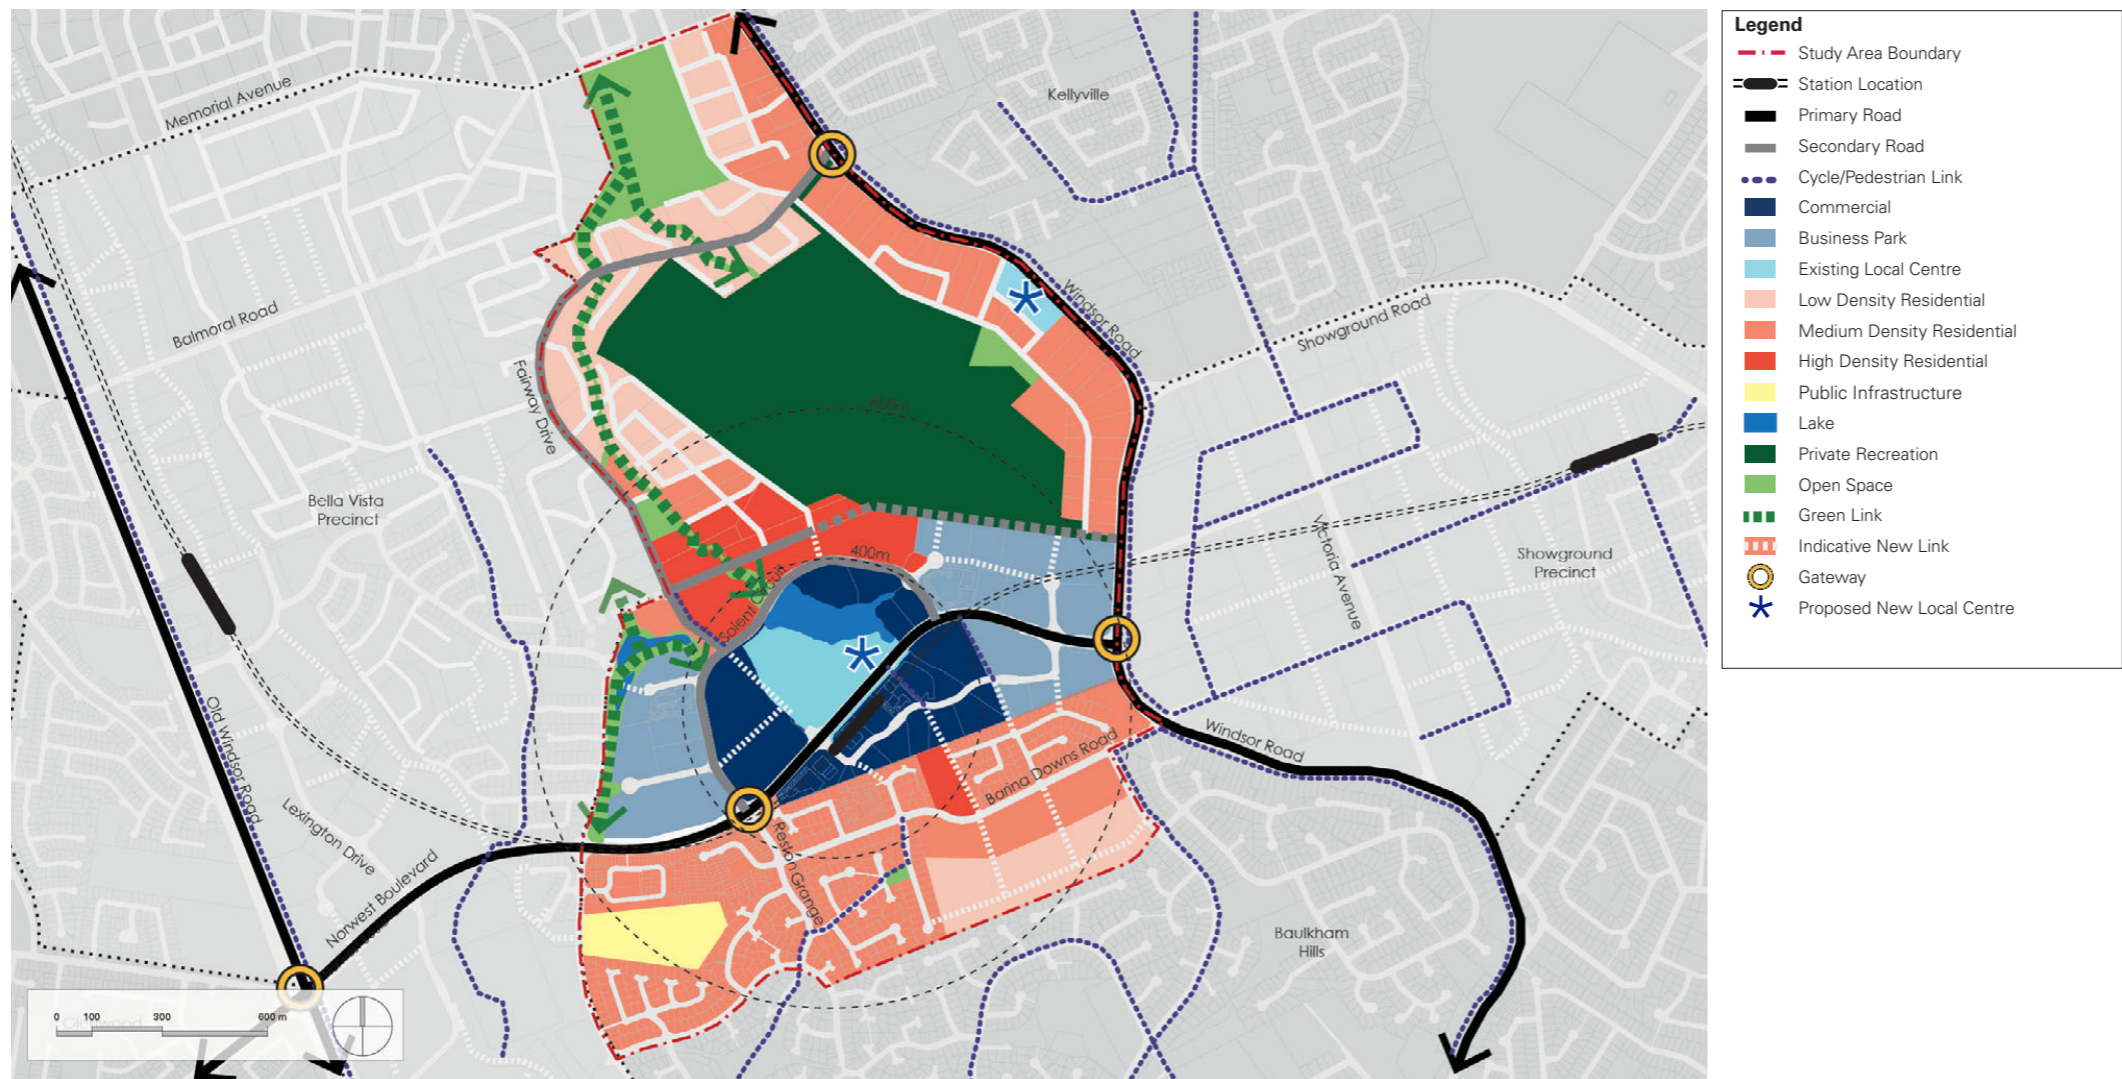 Memorial Avenue
Kellyville
Balmoral Road
Windsor Road
Showground Road
Fairway Drive
800m
Bella Vista
Precinct
Victoria Avenue
Showground
Precinct
400m
Solent Circuit
Old Windsor Road
Windsor Road
Barina Downs Road
Lexington Drive
Reston Grange
Norwest Boulevard
Baulkham
Hills
0 100 300 600 m
Glenwood
Legend
Study Area Boundary
Station Location
Primary Road
Secondary Road
Cycle/Pedestrian Link
Commercial
Business Park
Existing Local Centre
Low Density Residential
Medium Density Residential
High Density Residential
Public Infrastructure
Lake
Private Recreation
Open Space
Green Link
Indicative New Link
Gateway
Proposed New Local Centre